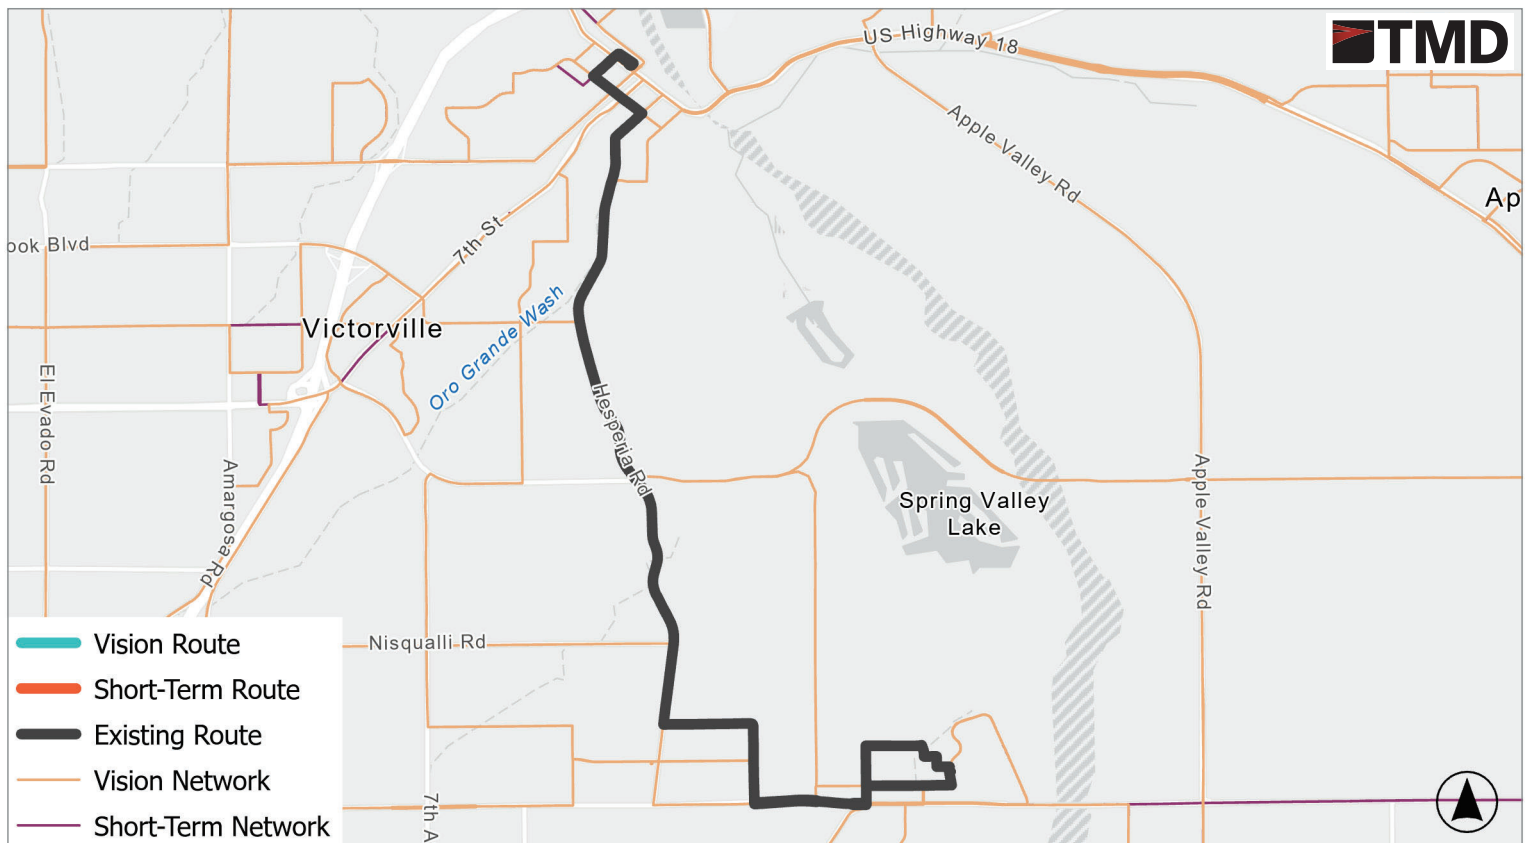 TMD
US Highway 18
Apple Valley Rd
Ap
ook Blvd
7th St
Oro Grande Wash
Victorville
El Evado Rd
Hesperia Rd
Amargosa Rd
Spring Valley
Lake
Apple Valley Rd
Nisqualli Rd
7th A
Vision Route
Short-Term Route
Existing Route
Vision Network
Short-Term Network